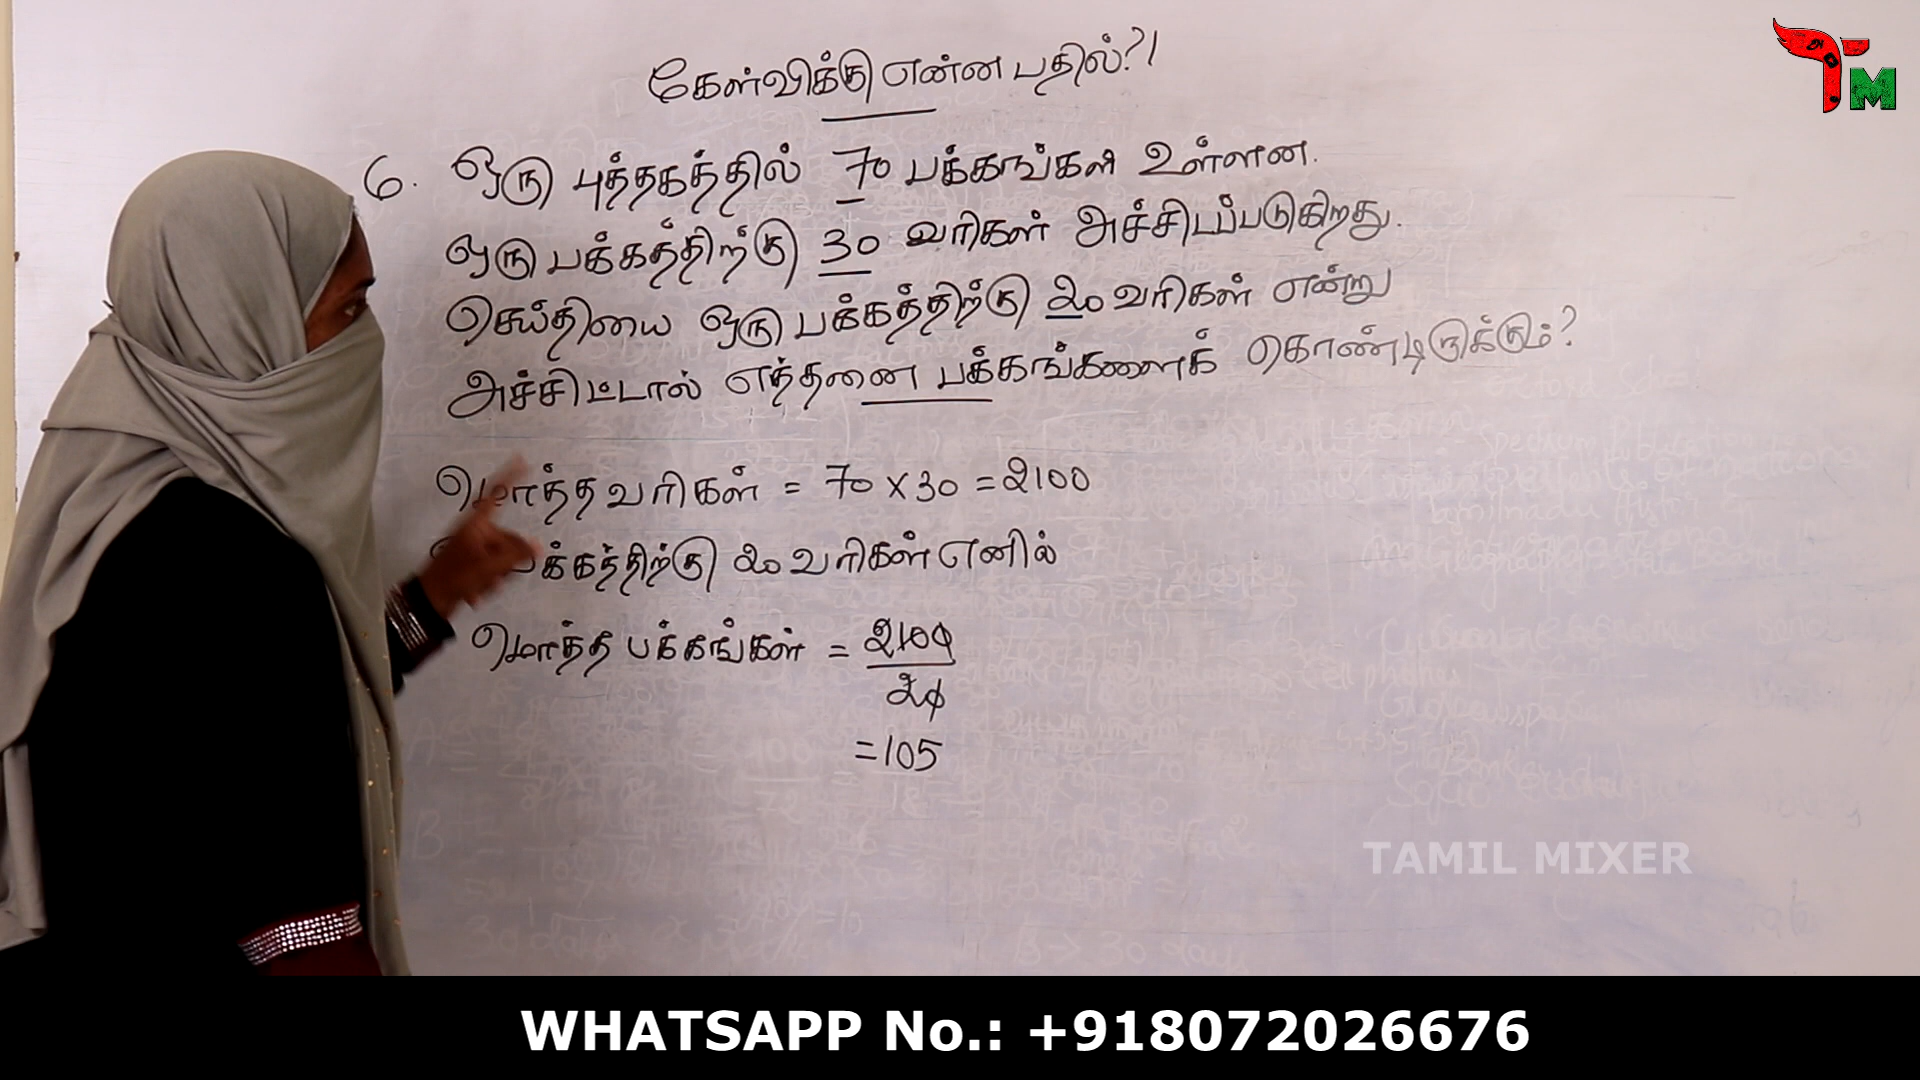 கேள்விக்கு என்ன பதில்?!
TM
6. ஒரு புத்தகத்தில் 70 பக்கங்கள் உள்ளன.
ஒரு பக்கத்திற்கு 30 வரிகள் அச்சிடப்படுகிறது.
செய்தியை ஒரு பக்கத்திற்கு 20 வரிகள் என்று
அச்சிட்டால் எத்தனை பக்கங்களைக் கொண்டிருக்கும்?
மொத்த வரிகள் = 70 x 30 = 2100
பக்கத்திற்கு 20 வரிகள் எனில்
மொத்த பக்கங்கள் = 2100
20
= 105
TAMIL MIXER
WHATSAPP No.: +918072026676